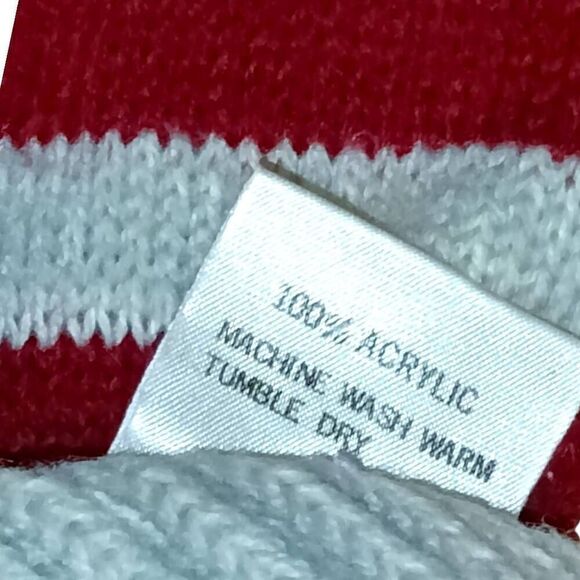 100% ACRYLIC
MACHINE WASH WARM
TUMBLE DRY